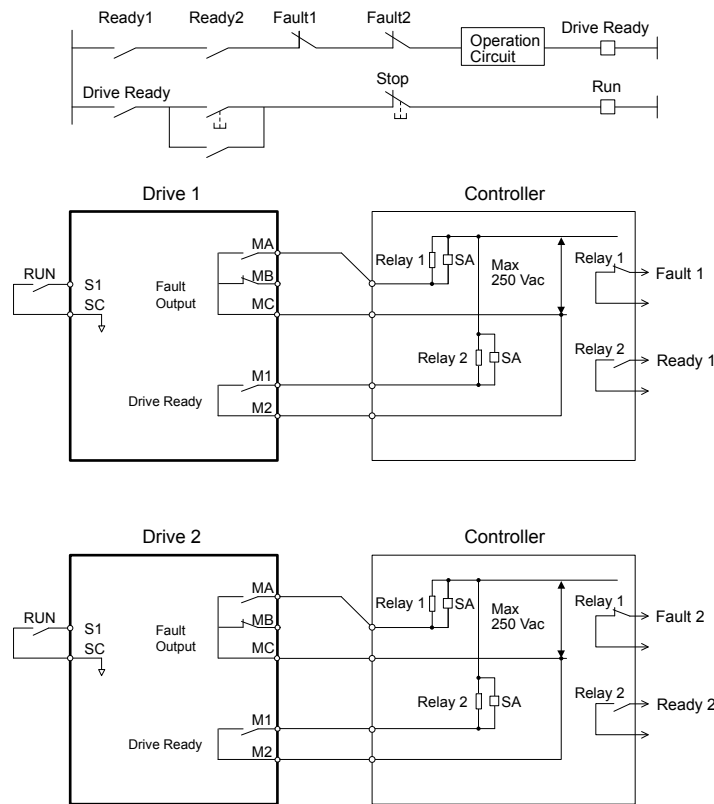 Ready1 Ready2 Fault1 Fault2
Operation Circuit
Drive Ready
Drive Ready
Stop
Run
Drive 1
Controller
RUN
S1
SC
Fault Output
MA
MB
MC
Drive Ready
M1
M2
Relay 1
SA
Max 250 Vac
Relay 2
SA
Relay 1
Fault 1
Relay 2
Ready 1
Drive 2
Controller
RUN
S1
SC
Fault Output
MA
MB
MC
Drive Ready
M1
M2
Relay 1
SA
Max 250 Vac
Relay 2
SA
Relay 1
Fault 2
Relay 2
Ready 2